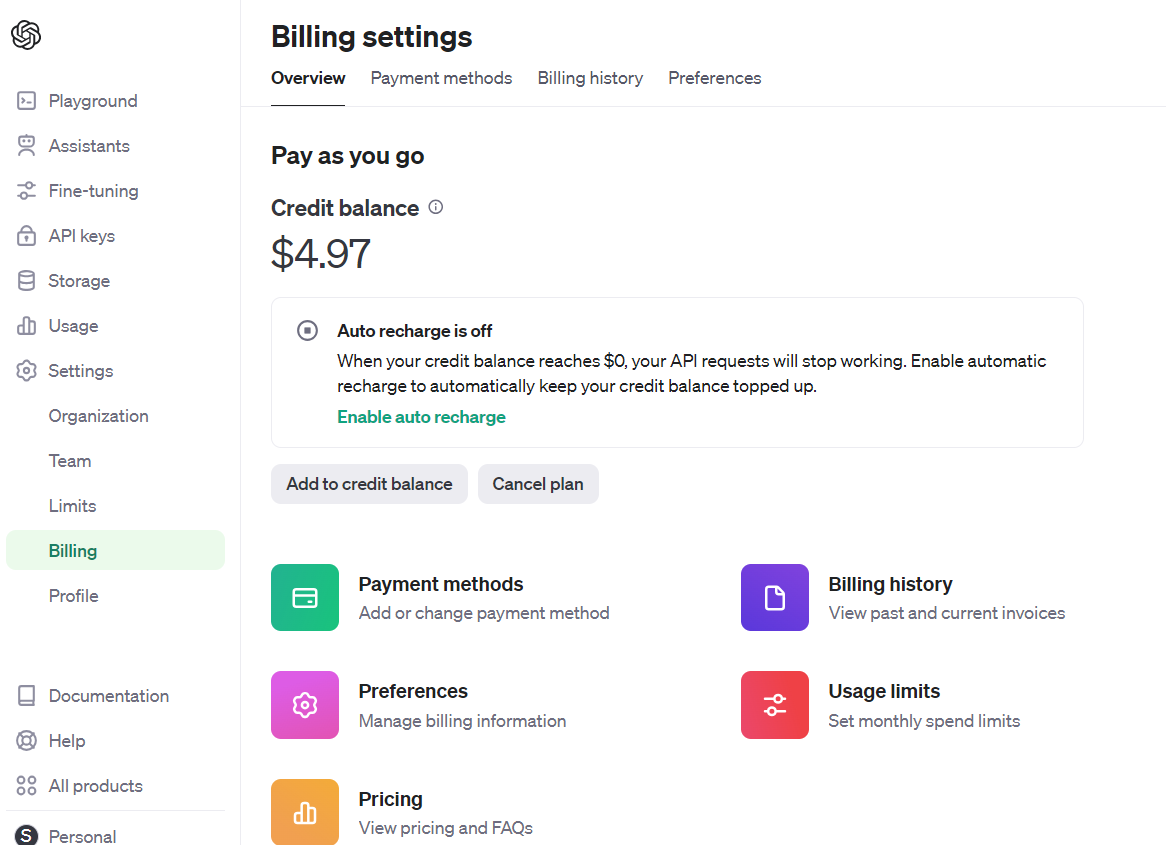 Billing settings
Overview Payment methods Billing history Preferences
Playground
Assistants
Fine-tuning
API keys
Storage
Usage
Settings
Organization
Team
Limits
Billing
Profile
Documentation
Help
All products
S Personal
Pay as you go
Credit balance
$4.97
Auto recharge is off
When your credit balance reaches $0, your API requests will stop working. Enable automatic
recharge to automatically keep your credit balance topped up.
Enable auto recharge
Add to credit balance Cancel plan
Payment methods
Add or change payment method
Billing history
View past and current invoices
Preferences
Manage billing information
Usage limits
Set monthly spend limits
Pricing
View pricing and FAQs